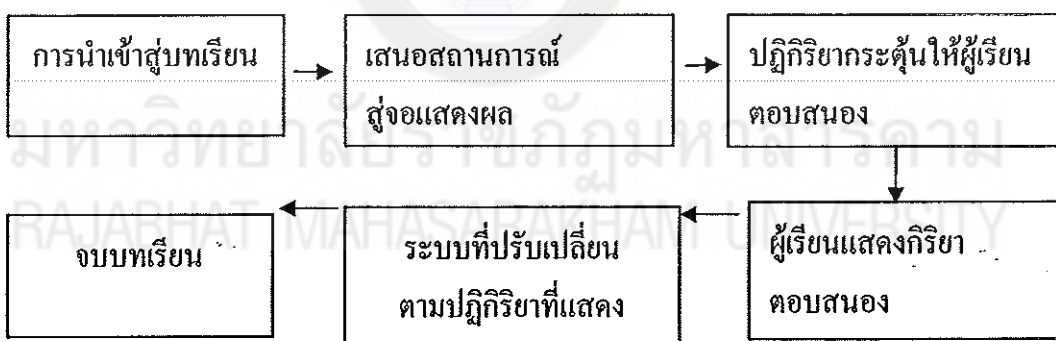 การนำเข้าสู่บทเรียน
เสนอสถานการณ์
สู่จอแสดงผล
ปฏิกิริยากระตุ้นให้ผู้เรียน
ตอบสนอง
มหาวิทยาลัยราชภัฏมหาสารคาม
RAJABHAT MAHASARAKHAM UNIVERSITY
ผู้เรียนแสดงกิริยา
ตอบสนอง
ระบบที่ปรับเปลี่ยน
ตามปฏิกิริยาที่แสดง
จบบทเรียน